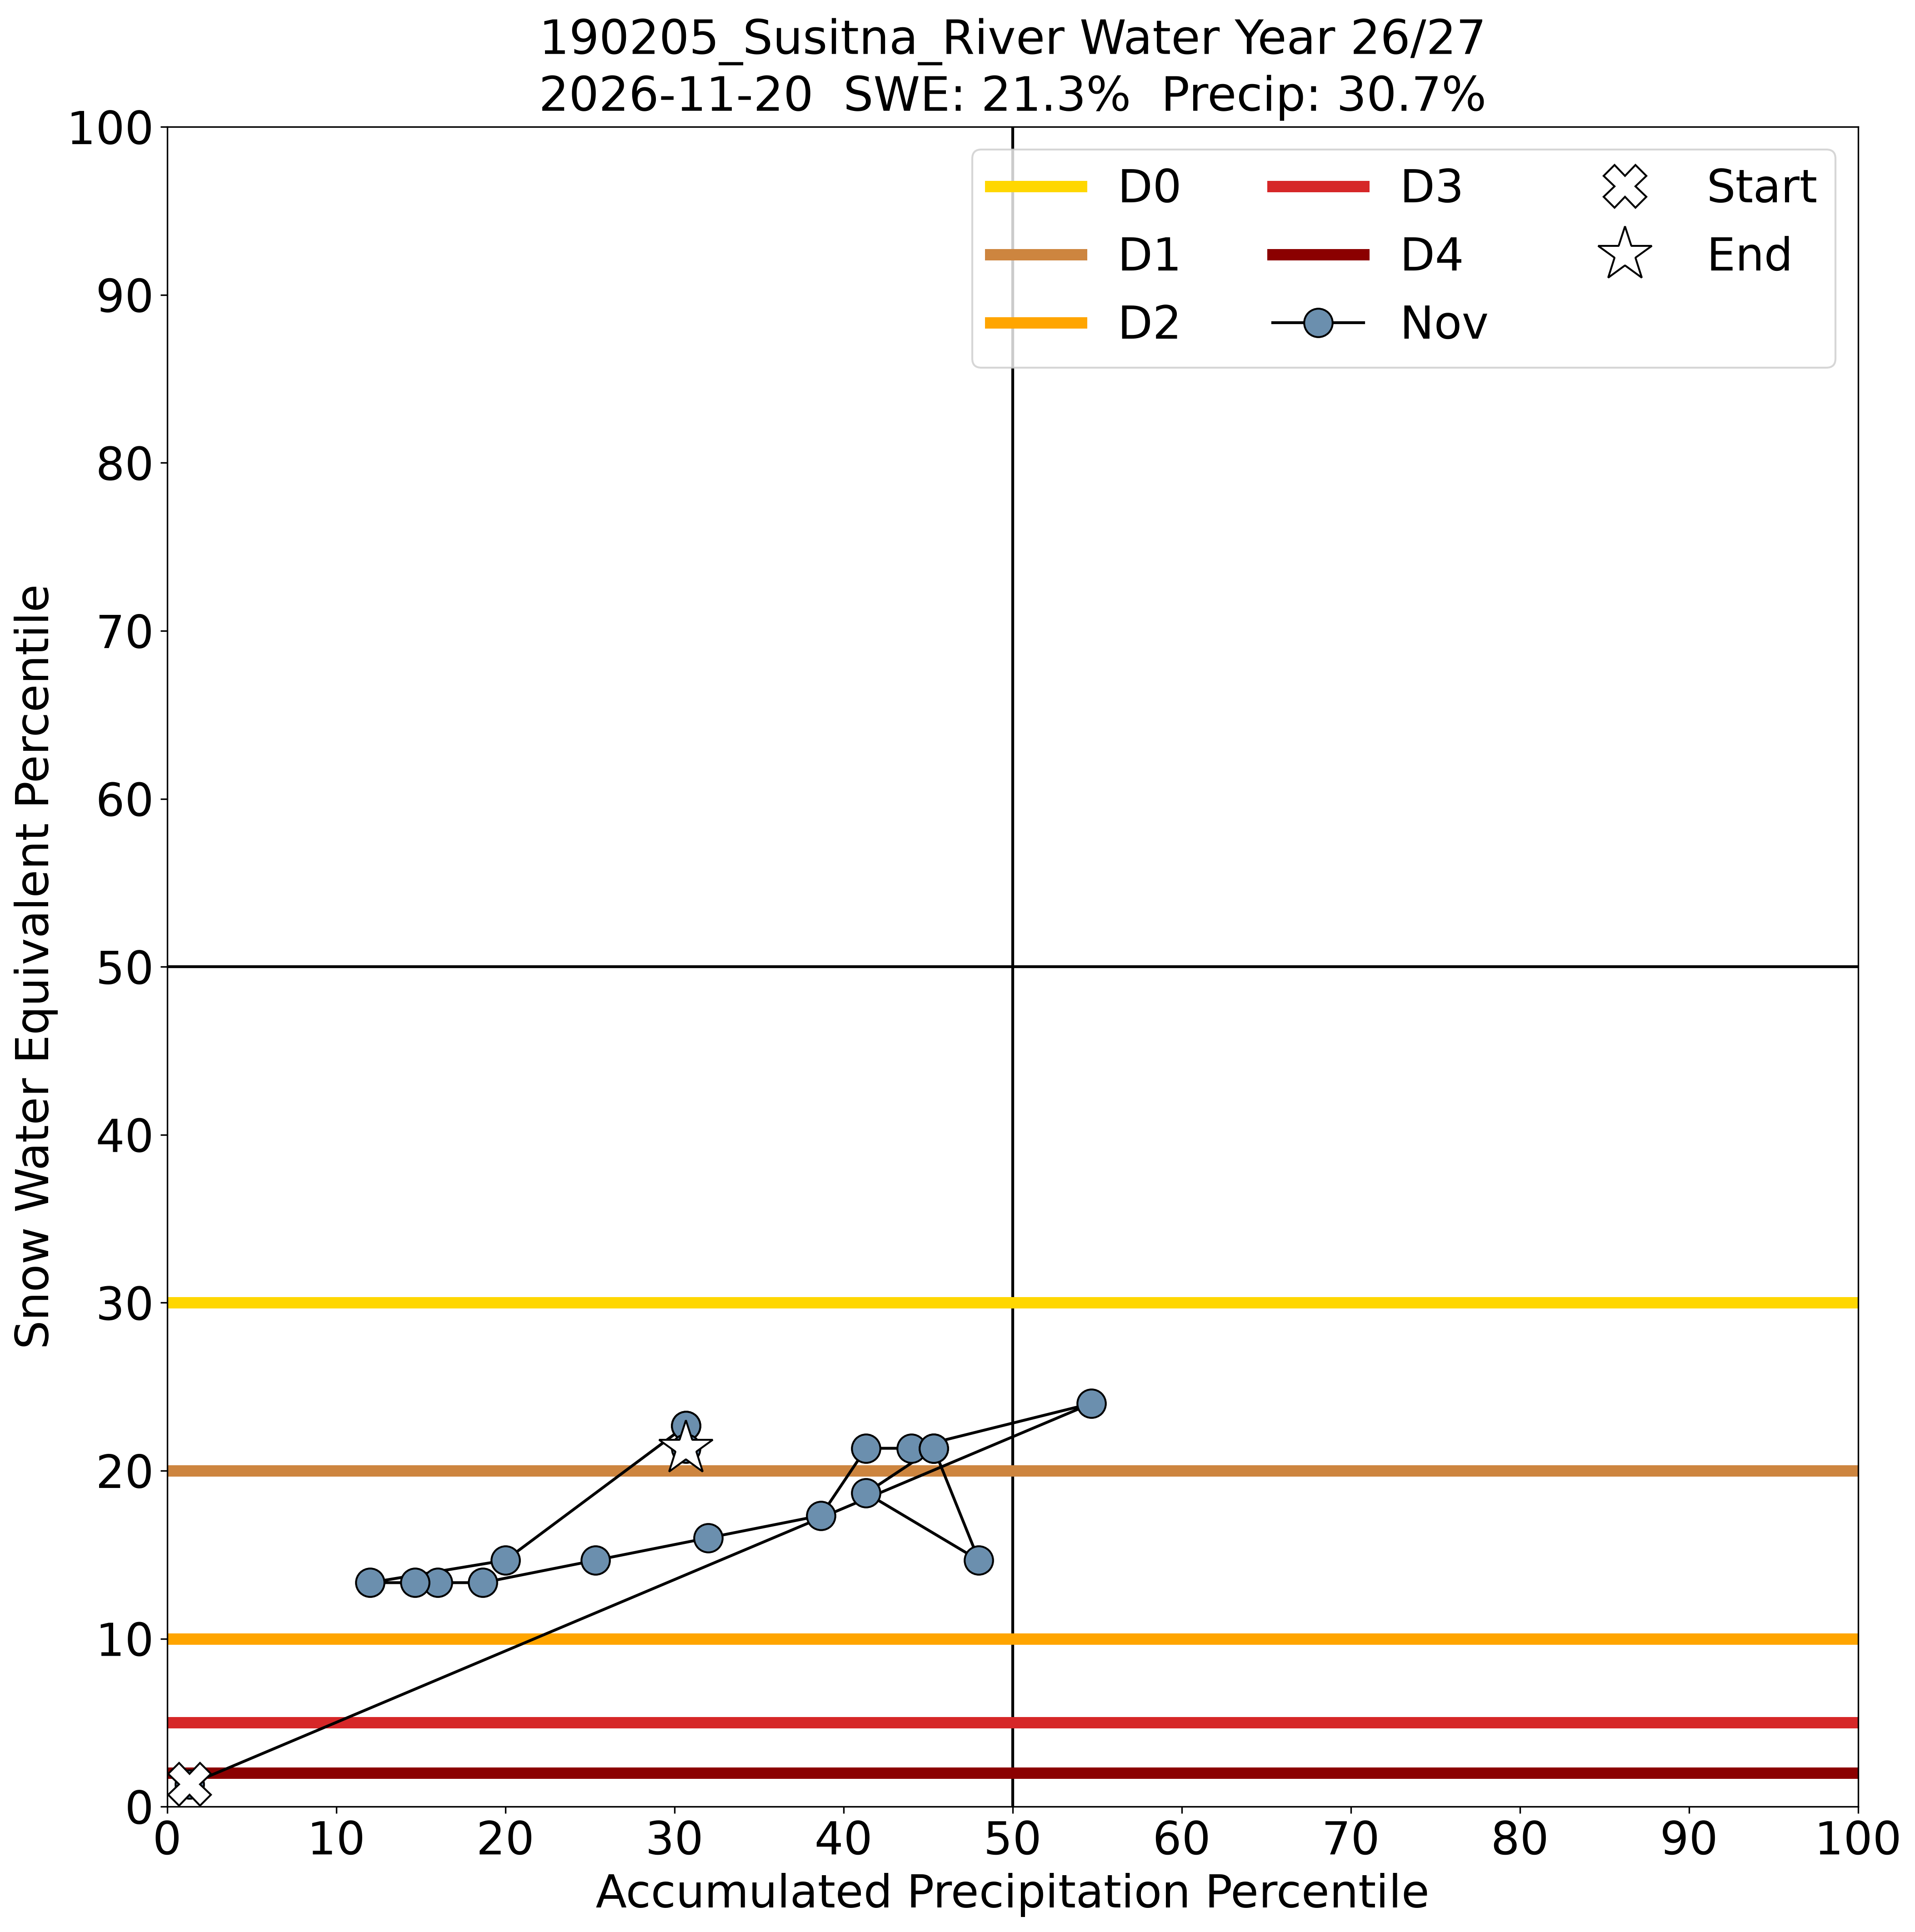 190205_Susitna_River Water Year 26/27
2026-11-20  SWE: 21.3%  Precip: 30.7%
D0
D1
D2
D3
D4
Nov
Start
End
Snow Water Equivalent Percentile
100
90
80
70
60
50
40
30
20
10
0
0 10 20 30 40 50 60 70 80 90 100
Accumulated Precipitation Percentile